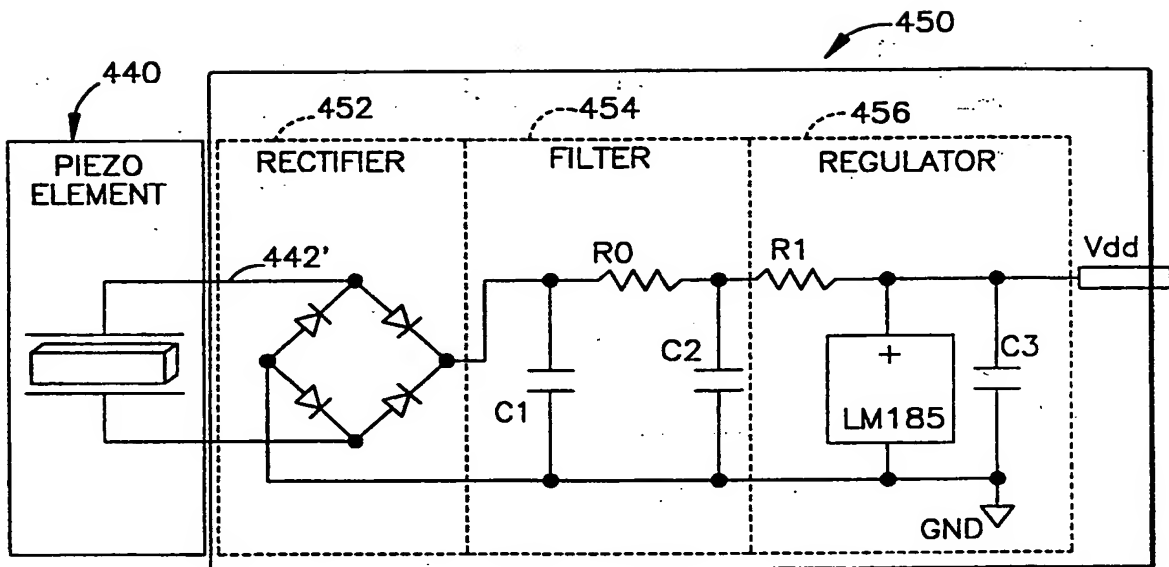 450
440
452
454
456
PIEZO
ELEMENT
RECTIFIER
FILTER
REGULATOR
442'
R0
R1
Vdd
C1
C2
+
LM185
C3
GND